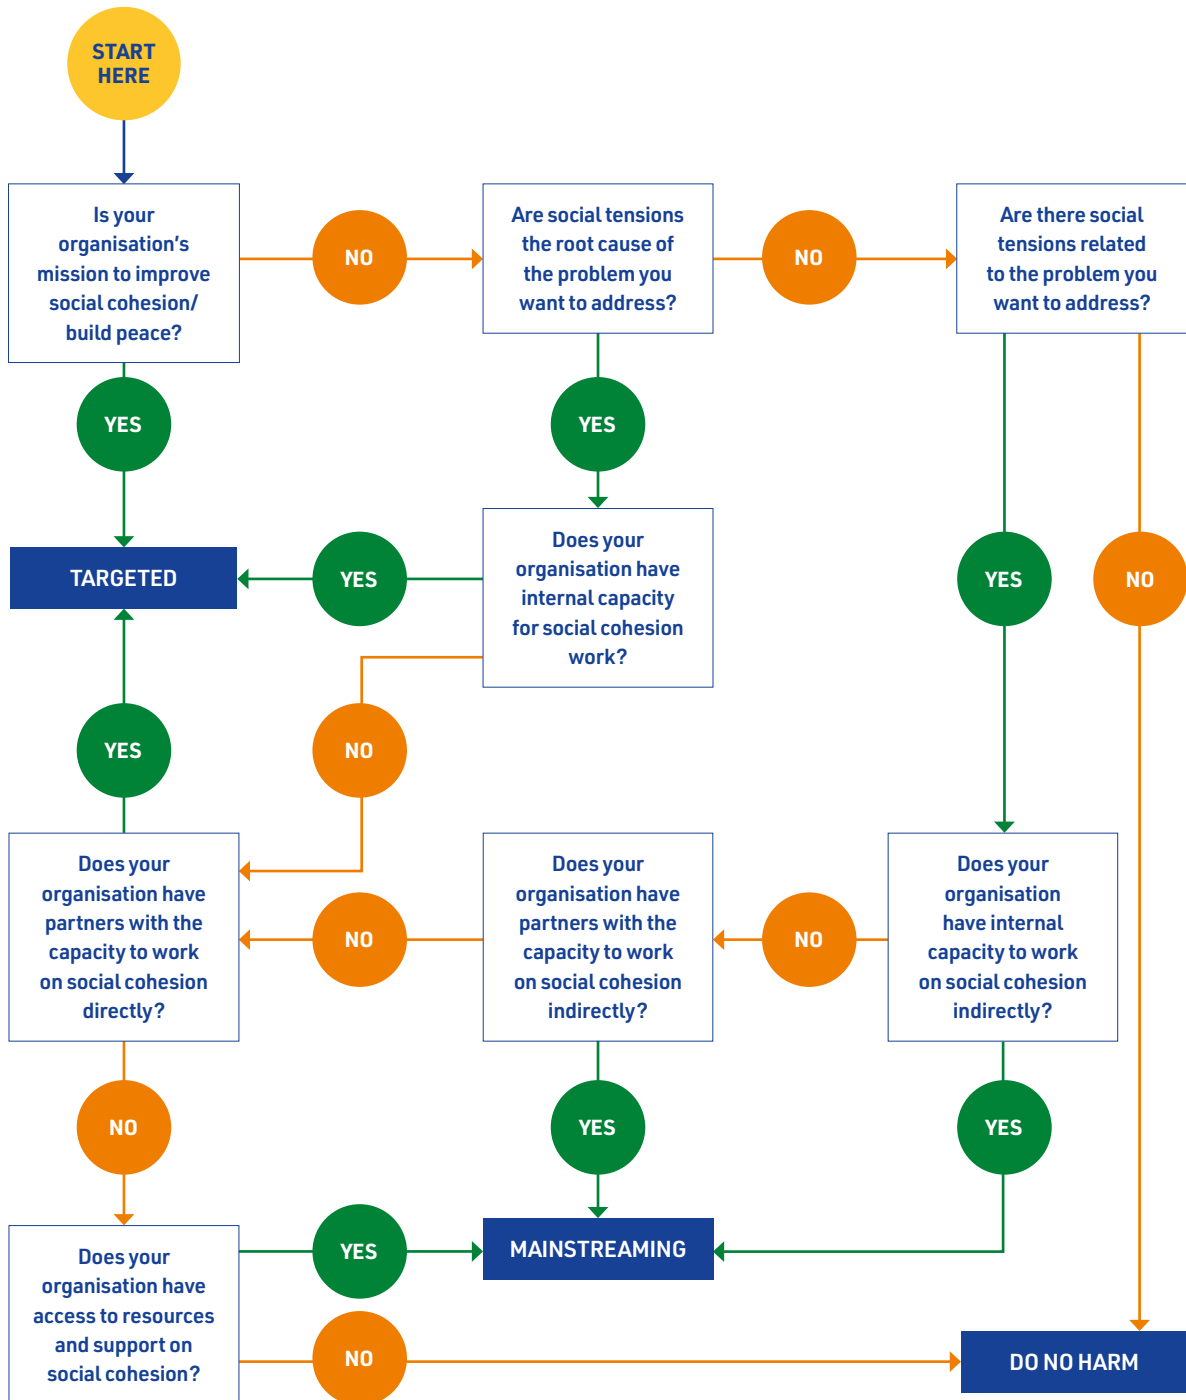 START
HERE
Is your
organisation's
mission to improve
social cohesion/
build peace?
NO
Are social tensions
the root cause of
the problem you
want to address?
NO
Are there social
tensions related
to the problem you
want to address?
YES
YES
TARGETED
YES
Does your
organisation have
internal capacity
for social cohesion
work?
YES
NO
YES
NO
Does your
organisation have
partners with the
capacity to work
on social cohesion
directly?
NO
Does your
organisation have
partners with the
capacity to work
on social cohesion
indirectly?
NO
Does your
organisation
have internal
capacity to work
on social cohesion
indirectly?
NO
YES
YES
Does your
organisation have
access to resources
and support on
social cohesion?
YES
MAINSTREAMING
NO
DO NO HARM